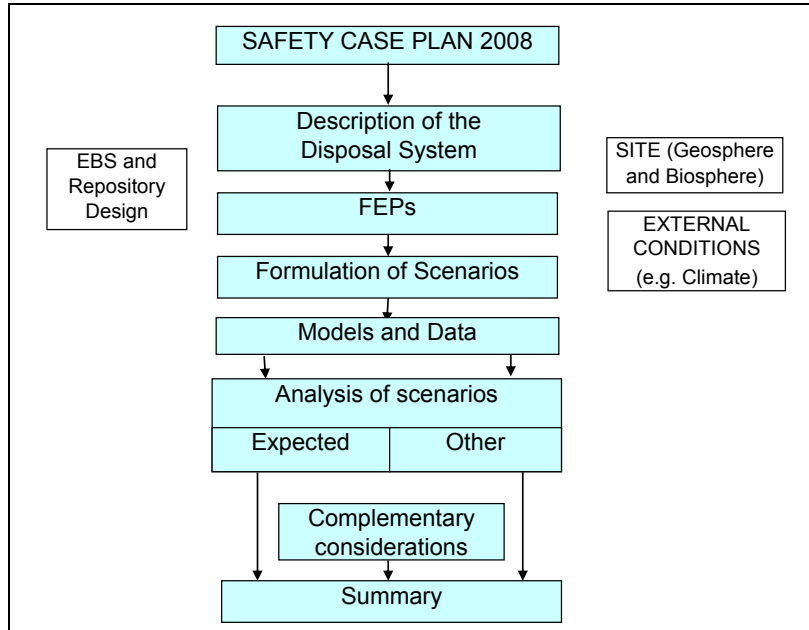 SAFETY CASE PLAN 2008
Description of the
Disposal System
EBS and
Repository
Design
SITE (Geosphere
and Biosphere)
FEPs
EXTERNAL
CONDITIONS
(e.g. Climate)
Formulation of Scenarios
Models and Data
Analysis of scenarios
Expected
Other
Complementary
considerations
Summary